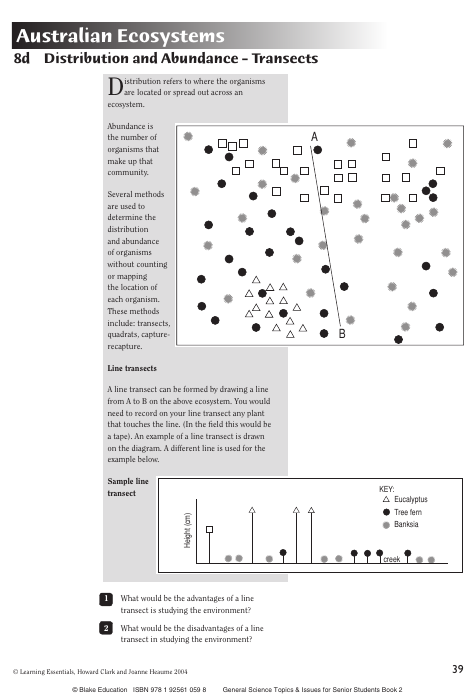 Australian Ecosystems
8d Distribution and Abundance – Transects
Distribution refers to where the organisms
are located or spread out across an
ecosystem.
Abundance is
the number of
organisms that
make up that
community.
Several methods
are used to
determine the
distribution
and abundance
of organisms
without counting
or mapping
the location of
each organism.
These methods
include: transects,
quadrats, capture-
recapture.
A
B
Line transects
A line transect can be formed by drawing a line
from A to B on the above ecosystem. You would
need to record on your line transect any plant
that touches the line. (In the field this would be
a tape). An example of a line transect is drawn
on the diagram. A different line is used for the
example below.
Sample line
transect
Height (cm)
KEY:
Eucalyptus
Tree fern
Banksia
creek
1 What would be the advantages of a line
transect is studying the environment?
2 What would be the disadvantages of a line
transect in studying the environment?
© Learning Essentials, Howard Clark and Joanne Heaume 2004
39
© Blake Education ISBN 978 1 92561 059 8 General Science Topics & Issues for Senior Students Book 2